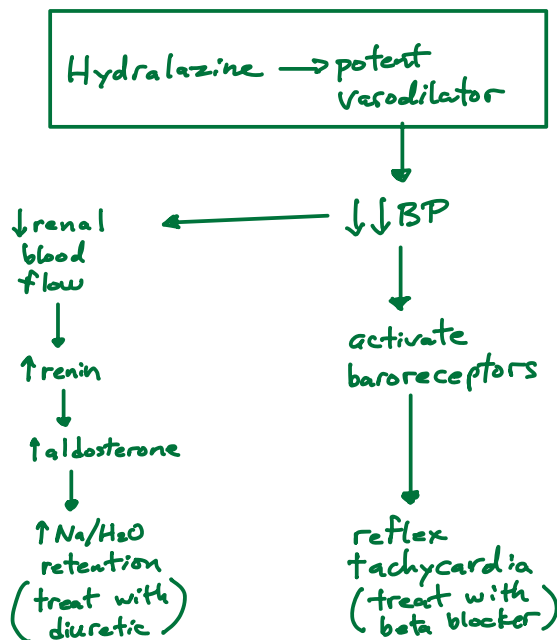 Hydralazine → potent
vasodilator
↓↓BP
↓renal
blood
flow
↑renin
↑aldosterone
↑Na/H2O
retention
(treat with
diuretic)
activate
baroreceptors
reflex
tachycardia
(treat with
beta blocker)